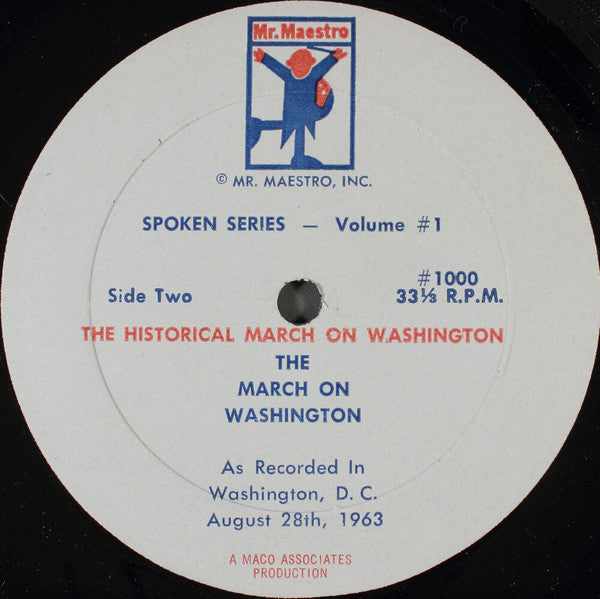 Mr. Maestro
© MR. MAESTRO, INC.
SPOKEN SERIES — Volume #1
#1000
Side Two 33⅓ R.P.M.
THE HISTORICAL MARCH ON WASHINGTON
THE
MARCH ON
WASHINGTON
As Recorded In
Washington, D. C.
August 28th, 1963
A MACO ASSOCIATES
PRODUCTION